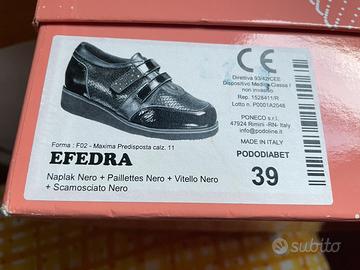 CE
Direttiva 93/42/CEE
Dispositivo Medico Classe I
non invasivo
Rep. 1528411/R
Lotto n. P0001A2048
PONECO s.r.l.
47924 Rimini -RN- Italy
info@podoline.it
MADE IN ITALY
Forma : F02 - Maxima Predisposta calz. 11
EFEDRA
PODODIABET
39
Naplak Nero + Paillettes Nero + Vitello Nero
+ Scamosciato Nero
subito